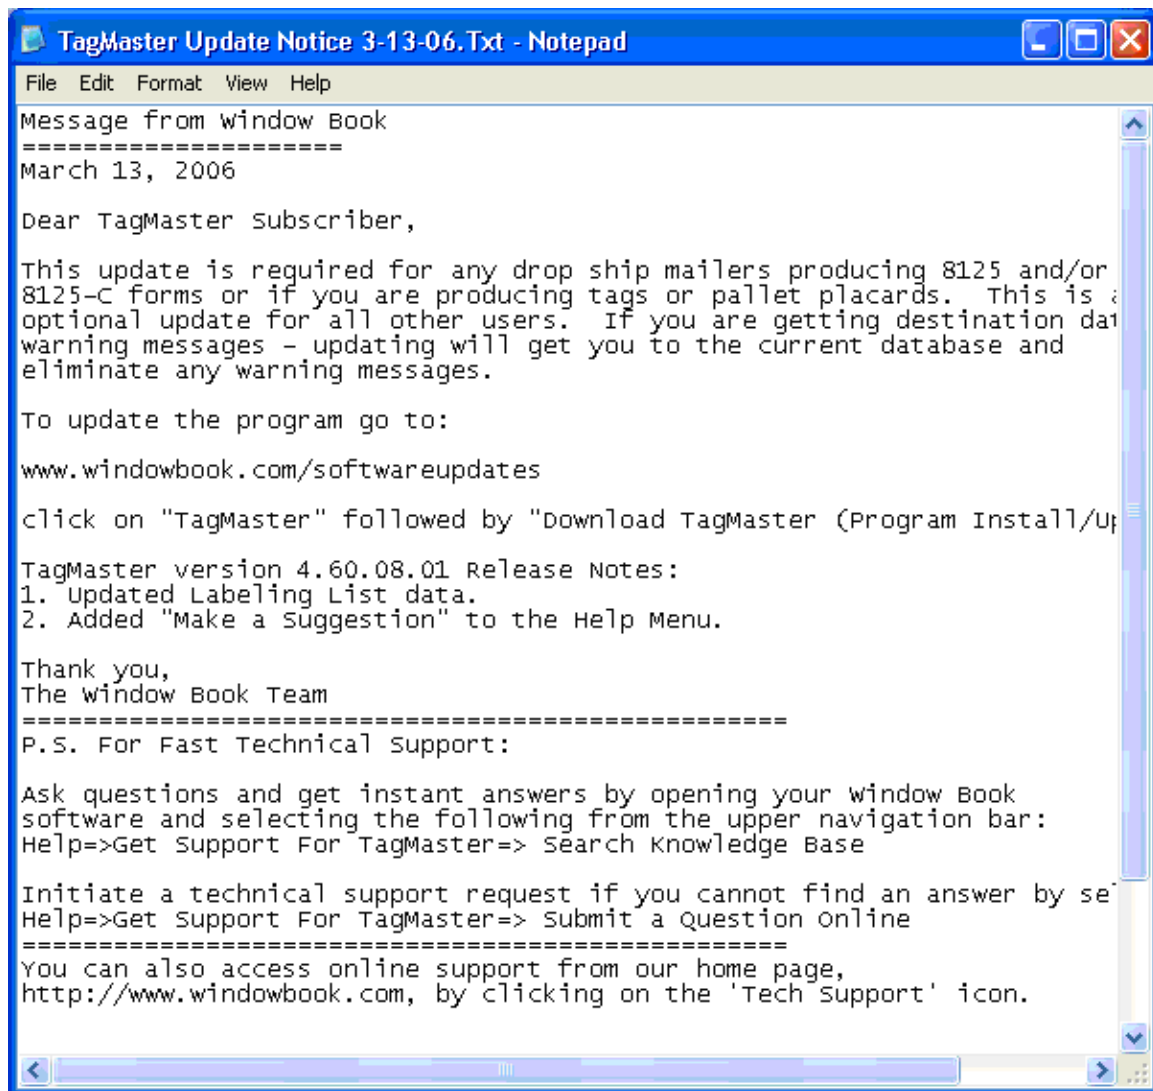 TagMaster Update Notice 3-13-06.Txt - Notepad
File Edit Format View Help
Message from Window Book
=====================
March 13, 2006
Dear TagMaster Subscriber,
This update is required for any drop ship mailers producing 8125 and/or
8125-C forms or if you are producing tags or pallet placards.  This is
optional update for all other users.  If you are getting destination
warning messages – updating will get you to the current database and
eliminate any warning messages.
To update the program go to:
www.windowbook.com/softwareupdates
click on "TagMaster" followed by "Download TagMaster (Program Install/
TagMaster version 4.60.08.01 Release Notes:
1. Updated Labeling List data.
2. Added "Make a Suggestion" to the Help Menu.
Thank you,
The Window Book Team
==================================================
P.S. For Fast Technical Support:
Ask questions and get instant answers by opening your Window Book
software and selecting the following from the upper navigation bar:
Help=>Get Support For TagMaster=> Search Knowledge Base
Initiate a technical support request if you cannot find an answer by
Help=>Get Support For TagMaster=> Submit a Question Online
==================================================
You can also access online support from our home page,
http://www.windowbook.com, by clicking on the 'Tech Support' icon.